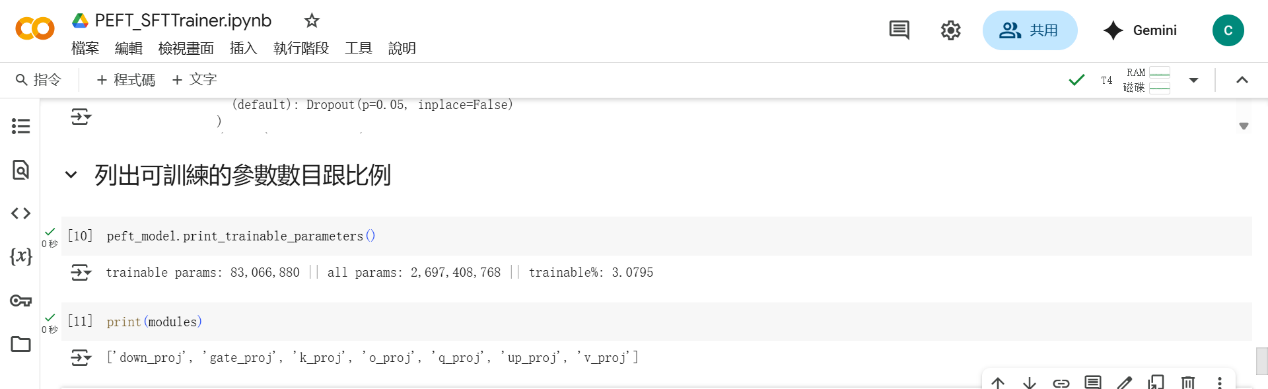 PEFT_SFTTrainer.ipynb
檔案 編輯 檢視畫面 插入 執行階段 工具 說明
共用
Gemini
C
指令 + 程式碼 + 文字
T4
RAM
磁碟
(default): Dropout(p=0.05, inplace=False)
)
列出可訓練的參數數目跟比例
0 秒
[10] peft_model.print_trainable_parameters()
trainable params: 83,066,880 || all params: 2,697,408,768 || trainable%: 3.0795
0 秒
[11] print(modules)
['down_proj', 'gate_proj', 'k_proj', 'o_proj', 'q_proj', 'up_proj', 'v_proj']